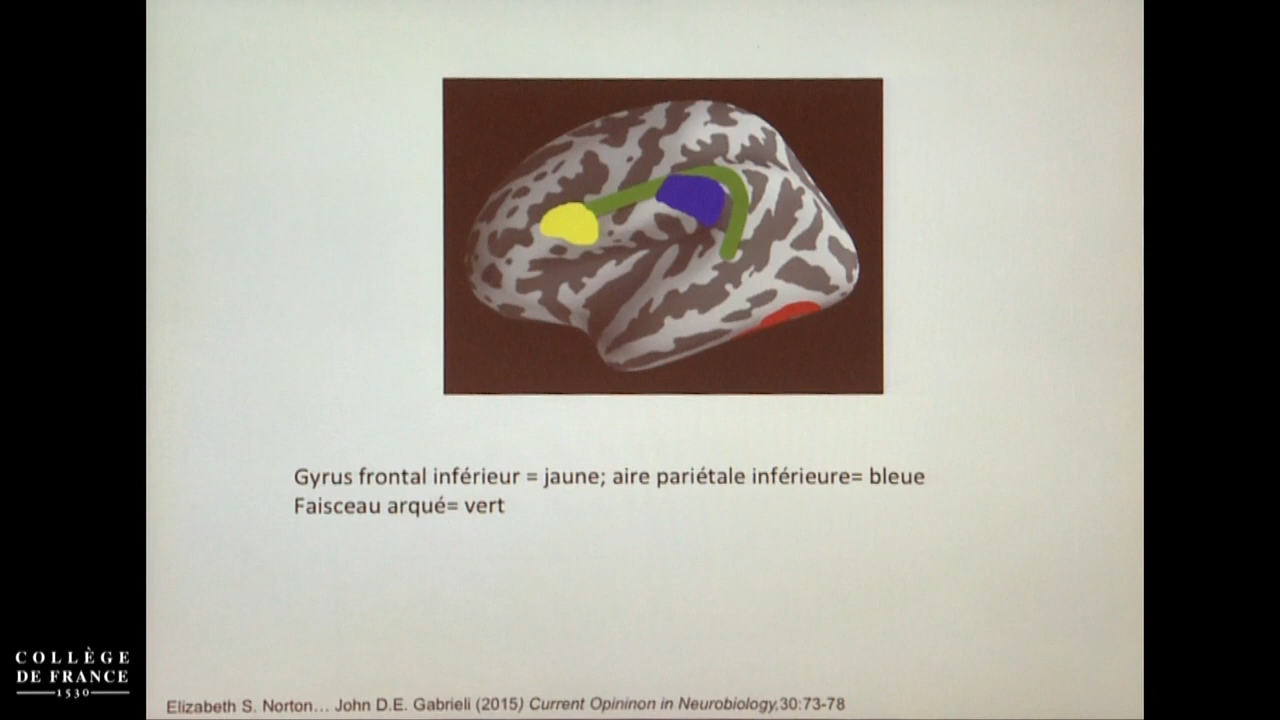 Gyrus frontal inférieur = jaune; aire pariétale inférieure= bleue
Faisceau arqué= vert
COLLÈGE
DE FRANCE
1530
Elizabeth S. Norton... John D.E. Gabrieli (2015) Current Opininon in Neurobiology,30:73-78